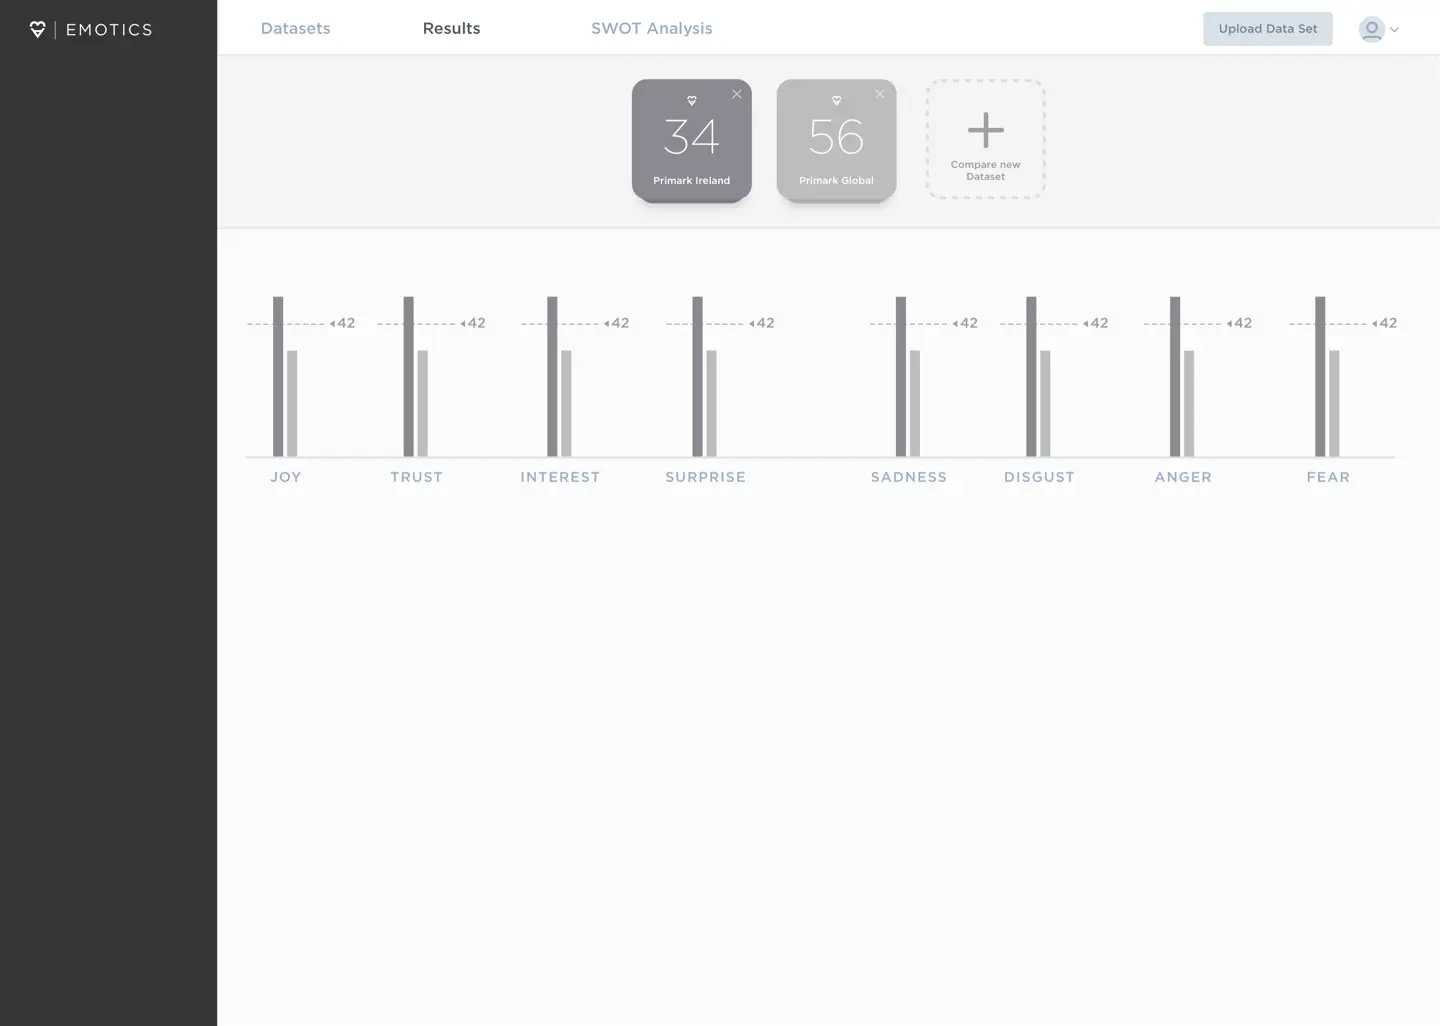 EMOTICS
Datasets
Results
SWOT Analysis
Upload Data Set
34
Primark Ireland
56
Primark Global
Compare new
Dataset
42
42
42
42
42
42
42
42
JOY
TRUST
INTEREST
SURPRISE
SADNESS
DISGUST
ANGER
FEAR